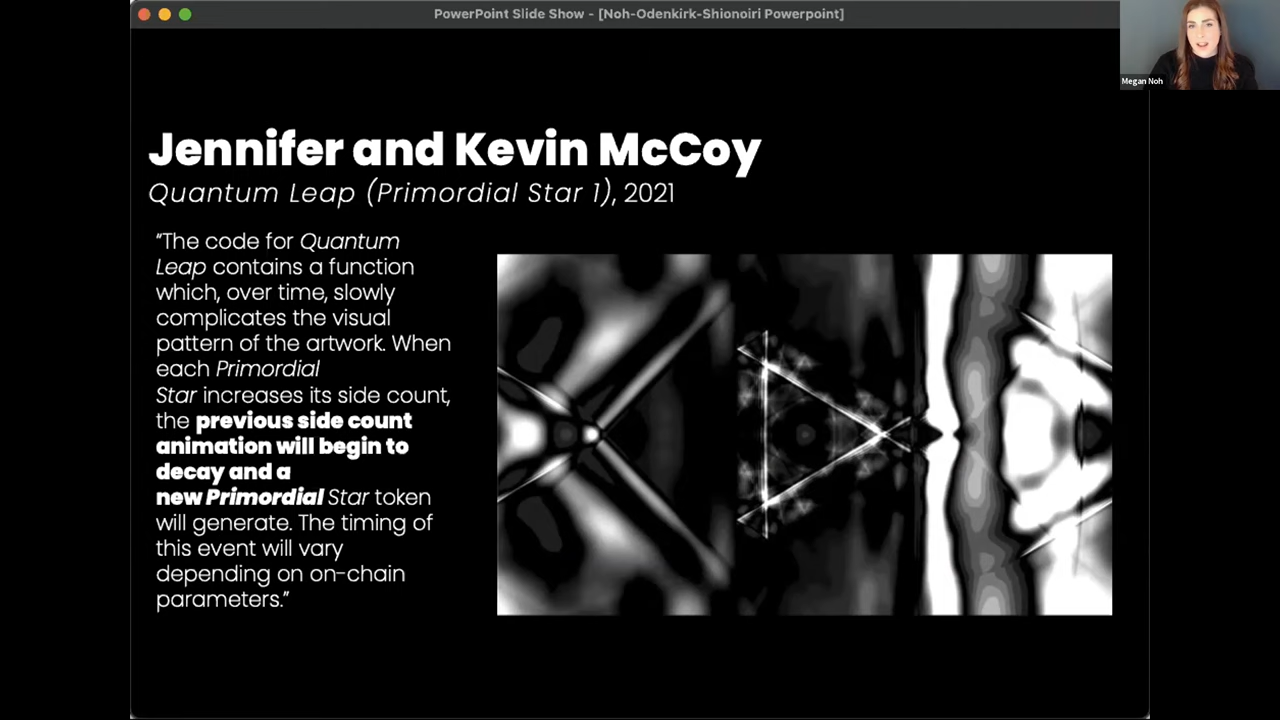 PowerPoint Slide Show - [Noh-Odenkirk-Shionoiri Powerpoint]
Megan Noh
Jennifer and Kevin McCoy
Quantum Leap (Primordial Star 1), 2021
“The code for Quantum
Leap contains a function
which, over time, slowly
complicates the visual
pattern of the artwork. When
each Primordial
Star increases its side count,
the previous side count
animation will begin to
decay and a
new Primordial Star token
will generate. The timing of
this event will vary
depending on on-chain
parameters.”